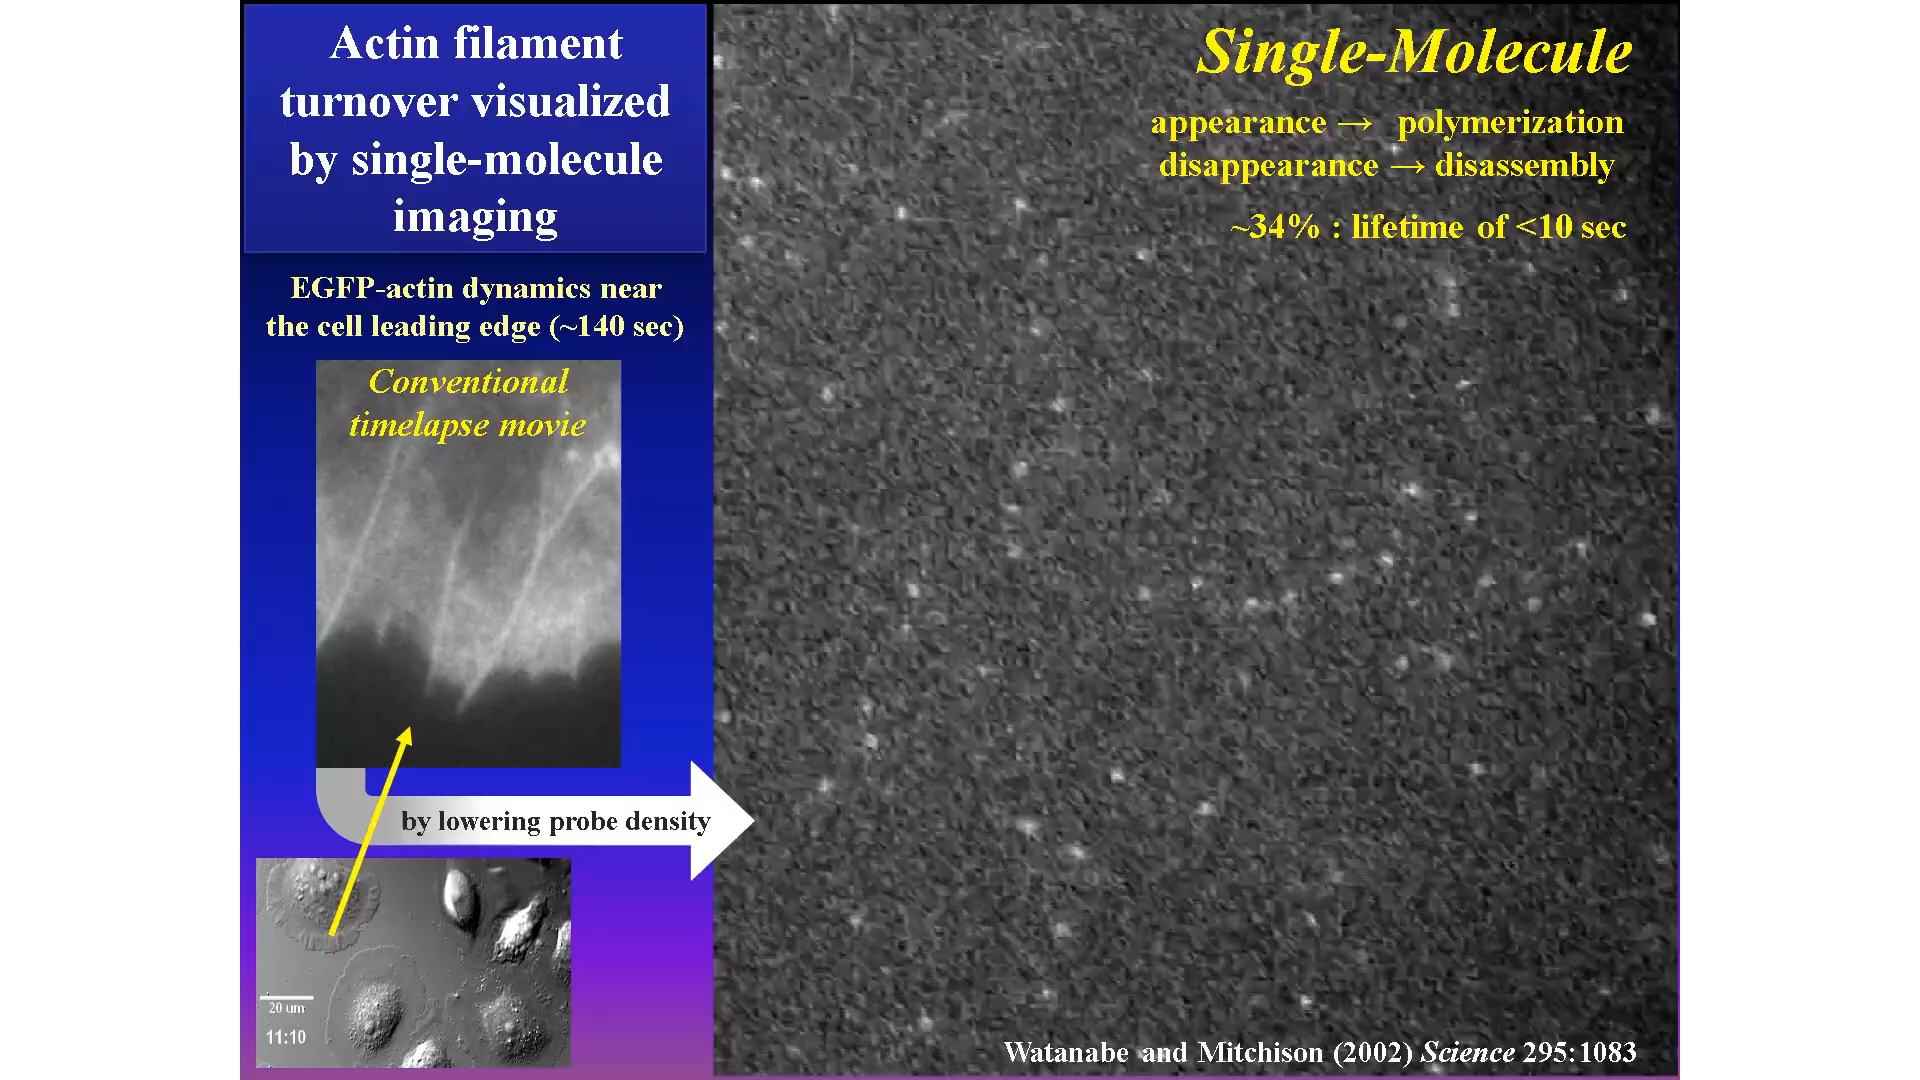 Actin filament
turnover visualized
by single-molecule
imaging
EGFP-actin dynamics near
the cell leading edge (~140 sec)
Conventional
timelapse movie
by lowering probe density
20 um
11:10
Single-Molecule
appearance → polymerization
disappearance → disassembly
~34% : lifetime of <10 sec
Watanabe and Mitchison (2002) Science 295:1083